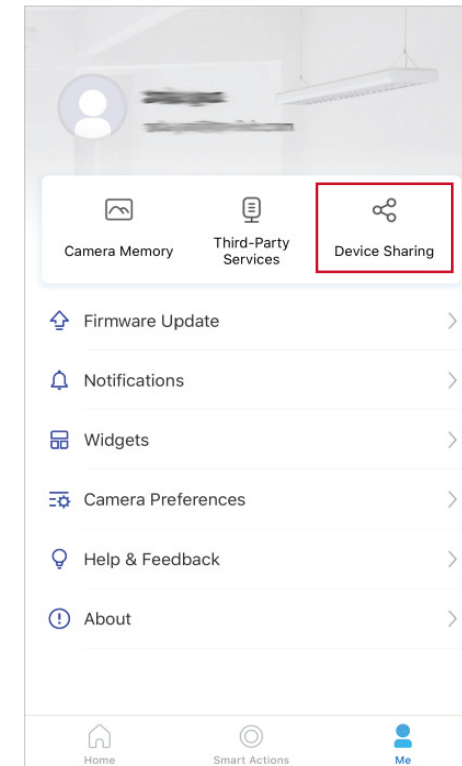 Camera Memory
Third-Party
Services
Device Sharing
Firmware Update
Notifications
Widgets
Camera Preferences
Help & Feedback
About
Home
Smart Actions
Me